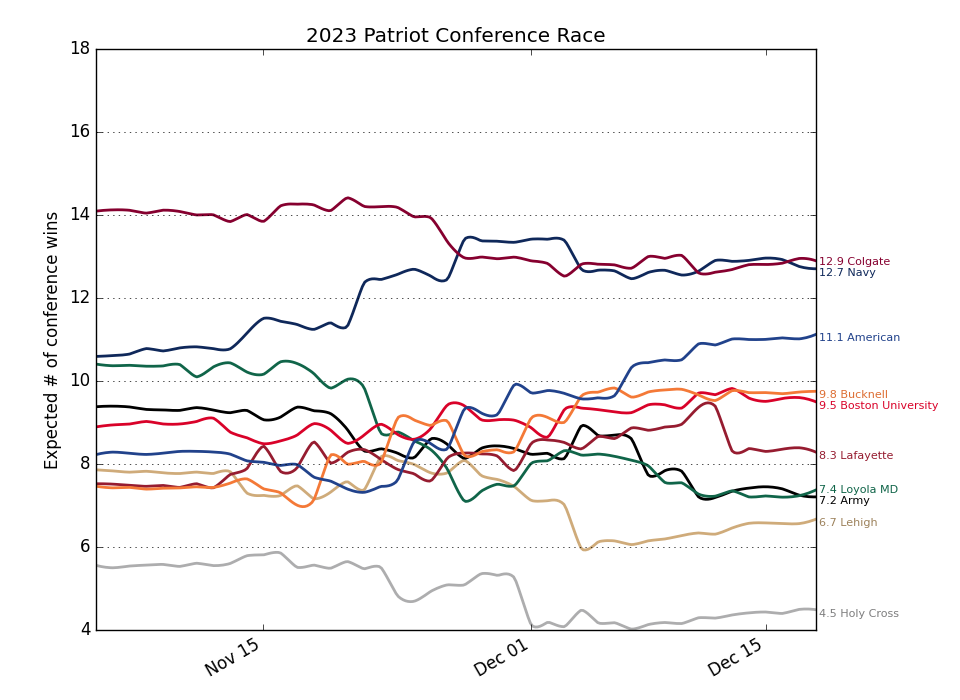 2023 Patriot Conference Race
Expected # of conference wins
18
16
14
12
10
8
6
4
Nov 15
Dec 01
Dec 15
12.9 Colgate
12.7 Navy
11.1 American
9.8 Bucknell
9.5 Boston University
8.3 Lafayette
7.4 Loyola MD
7.2 Army
6.7 Lehigh
4.5 Holy Cross